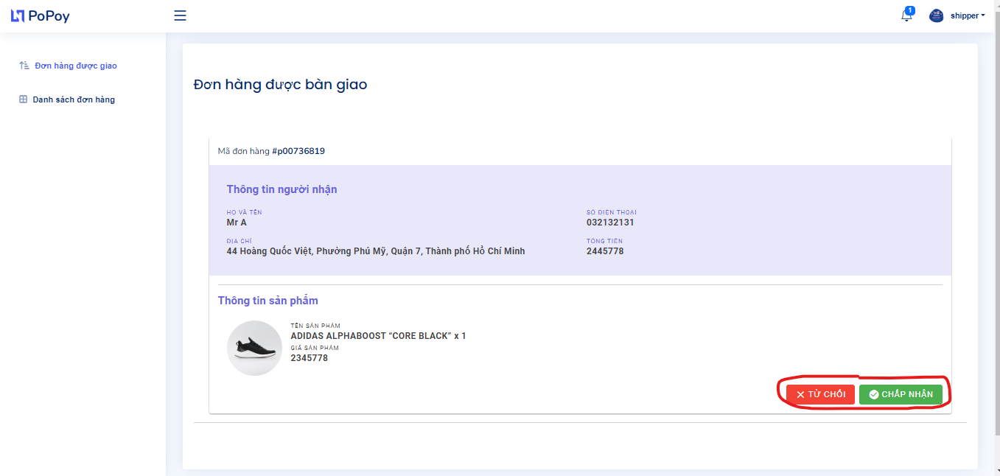 PoPoy
1
shipper
Đơn hàng được giao
Danh sách đơn hàng
Đơn hàng được bàn giao
Mã đơn hàng #p00736819
Thông tin người nhận
HỌ VÀ TÊN
Mr A
SỐ ĐIỆN THOẠI
032132131
ĐỊA CHỈ
44 Hoàng Quốc Việt, Phường Phú Mỹ, Quận 7, Thành phố Hồ Chí Minh
TỔNG TIỀN
2445778
Thông tin sản phẩm
TÊN SẢN PHẨM
ADIDAS ALPHABOOST “CORE BLACK” x 1
GIÁ SẢN PHẨM
2345778
TỪ CHỐI
CHẤP NHẬN